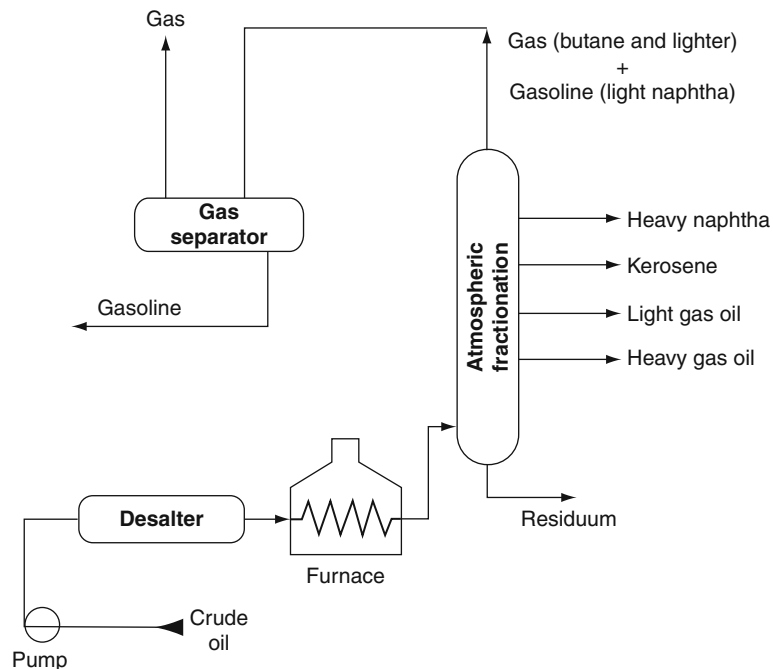 Gas
Gas (butane and lighter)
+
Gasoline (light naphtha)
Gas
separator
Atmospheric
fractionation
Heavy naphtha
Kerosene
Light gas oil
Heavy gas oil
Gasoline
Desalter
Furnace
Residuum
Crude
oil
Pump